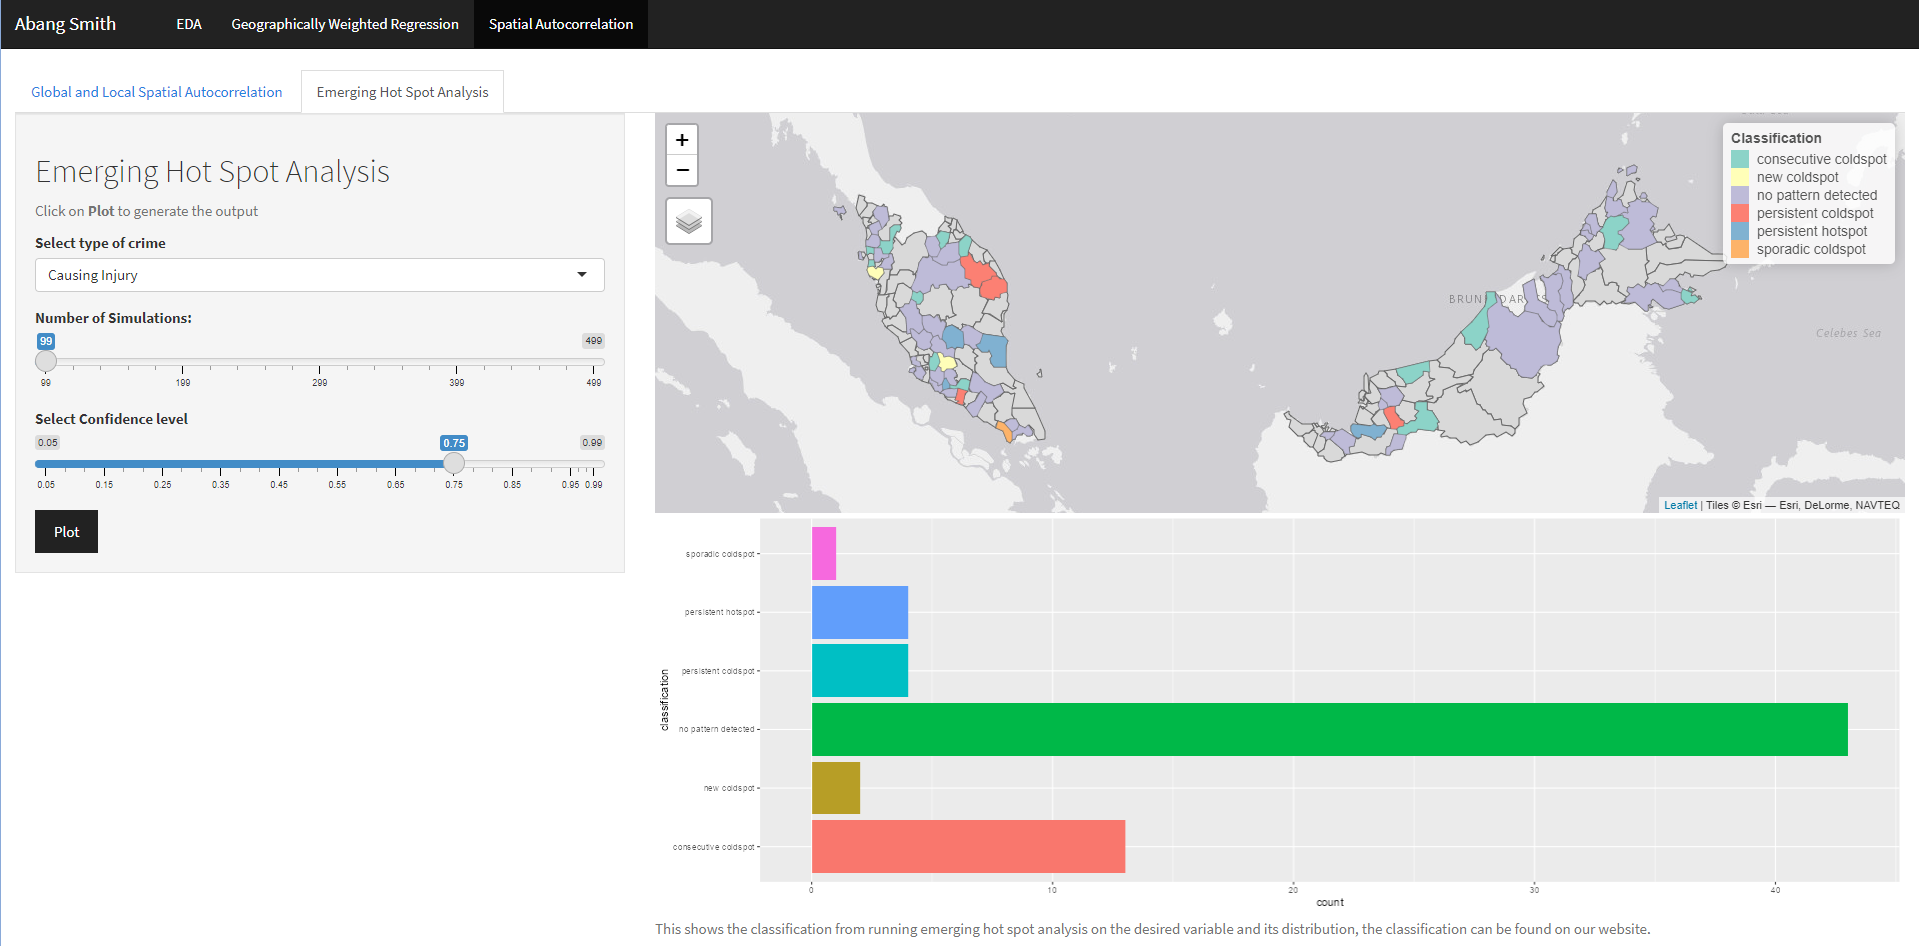 Abang Smith EDA Geographically Weighted Regression Spatial Autocorrelation
Global and Local Spatial Autocorrelation Emerging Hot Spot Analysis
Emerging Hot Spot Analysis
Click on Plot to generate the output
Select type of crime
Causing Injury
Number of Simulations:
99 499
99 199 299 399 499
Select Confidence level
0.05 0.75 0.99
0.05 0.15 0.25 0.35 0.45 0.55 0.65 0.75 0.85 0.95 0.99
Plot
+
−
Classification
consecutive coldspot
new coldspot
no pattern detected
persistent coldspot
persistent hotspot
sporadic coldspot
Celebes Sea
Leaflet | Tiles © Esri — Esri, DeLorme, NAVTEQ
classification
sporadic coldspot
persistent hotspot
persistent coldspot
no pattern detected
new coldspot
consecutive coldspot
0 10 20 30 40
count
This shows the classification from running emerging hot spot analysis on the desired variable and its distribution, the classification can be found on our website.